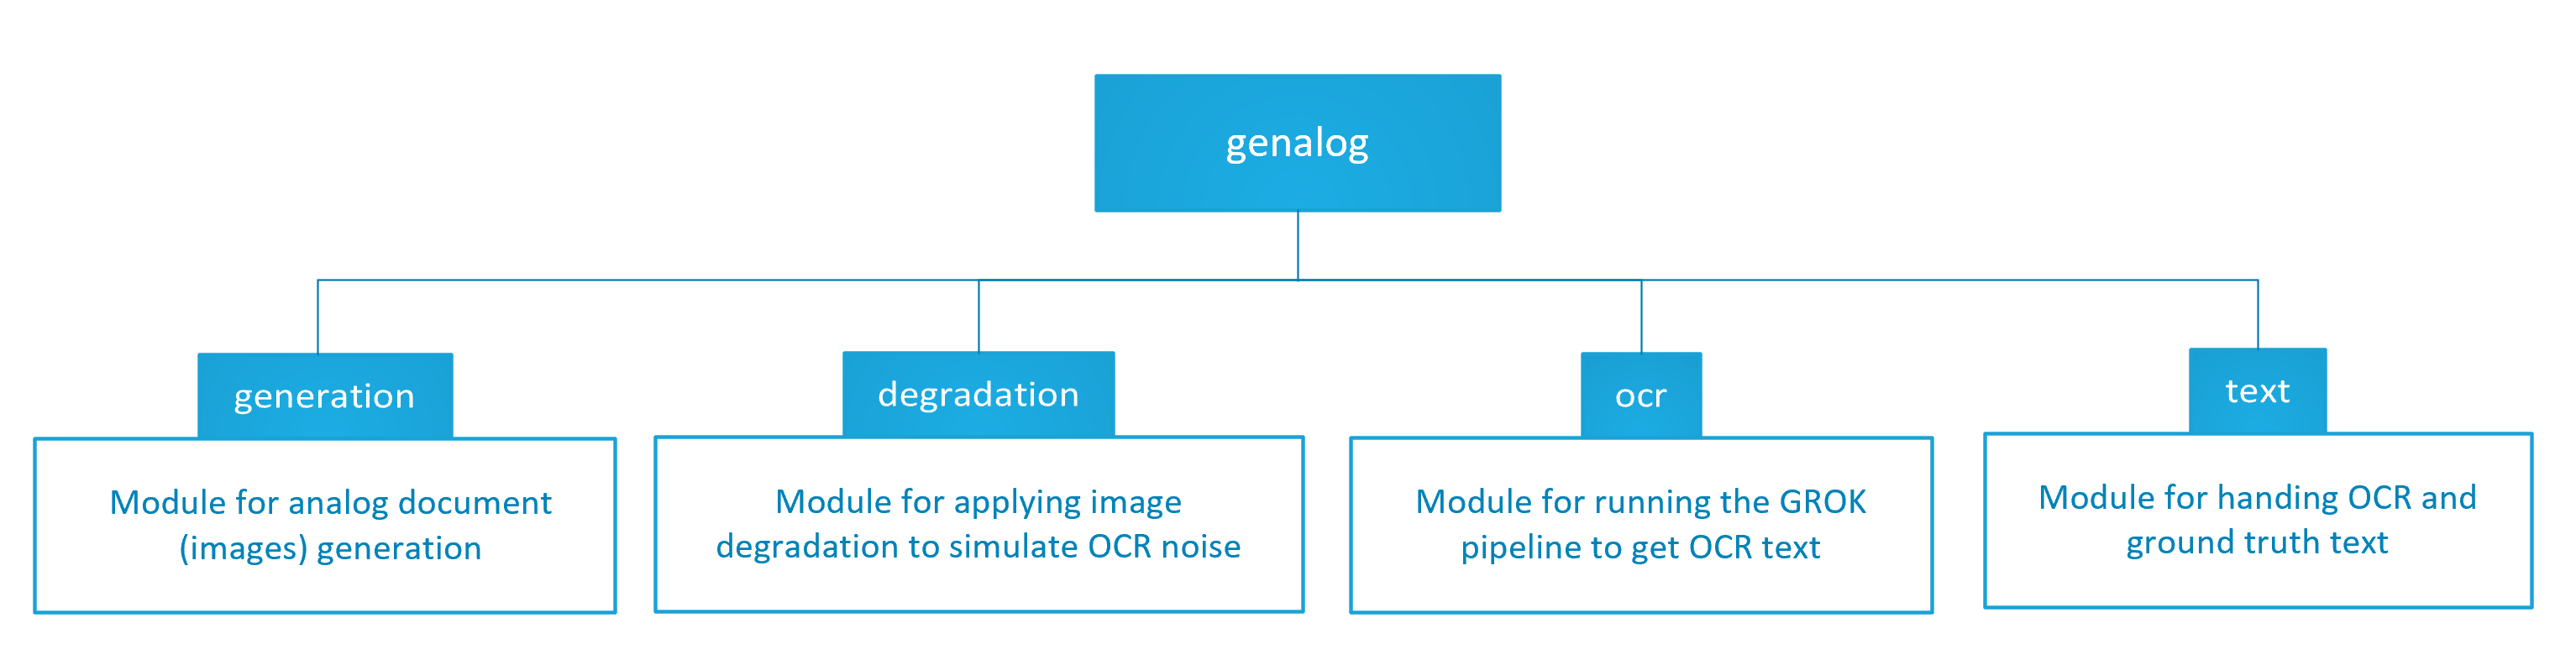 genalog
generation
Module for analog document
(images) generation
degradation
Module for applying image
degradation to simulate OCR noise
ocr
Module for running the GROK
pipeline to get OCR text
text
Module for handing OCR and
ground truth text